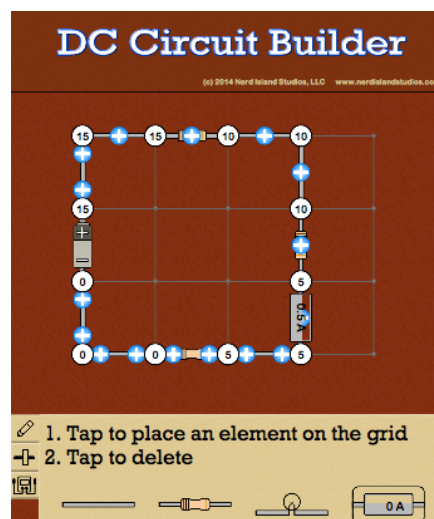 DC Circuit Builder
(c) 2014 Nerd Island Studios, LLC www.nerdislandstudios.co
15 15 10 10
15 10
0 5
0.5 A
0 0 5 5
1. Tap to place an element on the grid
2. Tap to delete
0 A